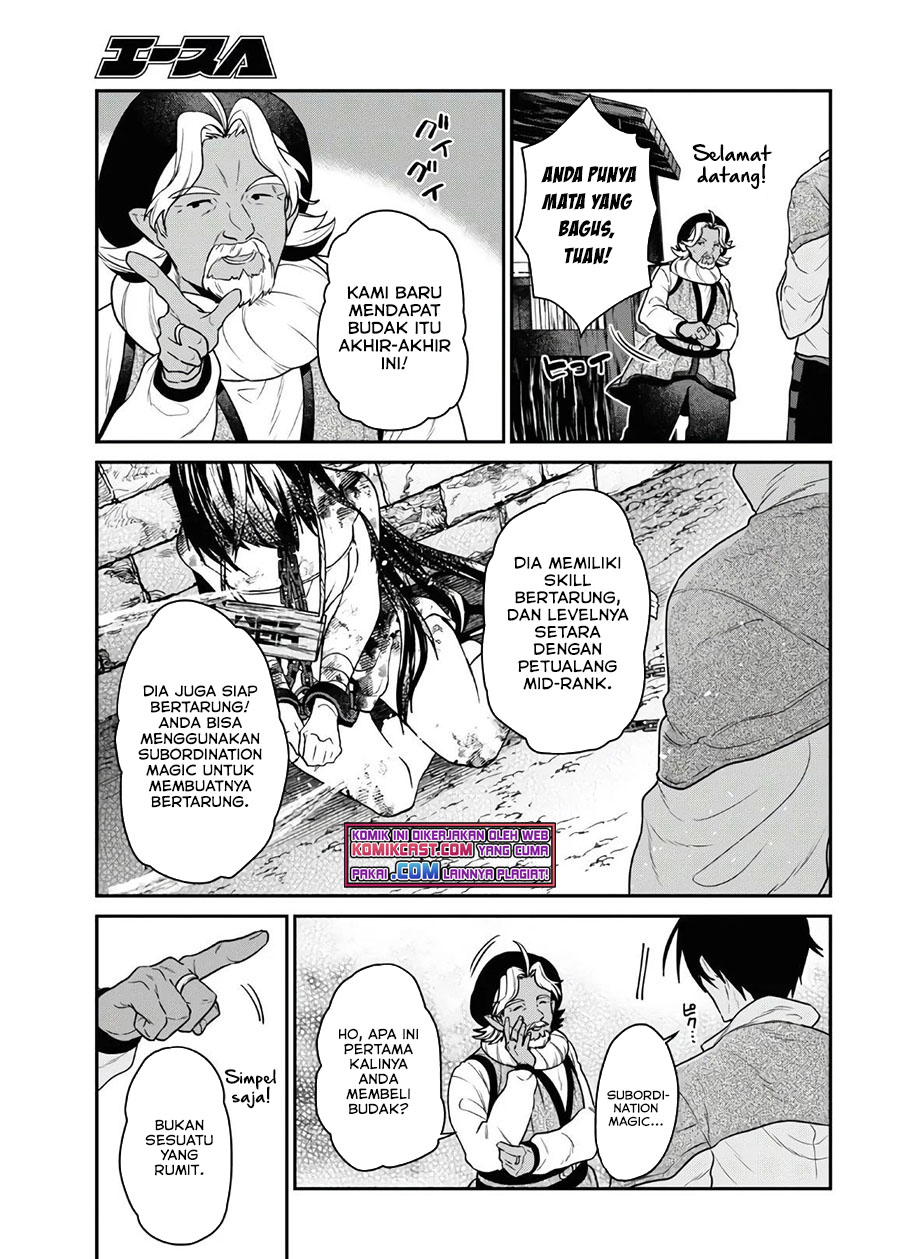 エースA
Selamat
datang!
ANDA PUNYA
MATA YANG
BAGUS,
TUAN!
ヒョイ
グイ
グイ
KAMI BARU
MENDAPAT
BUDAK ITU
AKHIR-AKHIR
INI!
DIA MEMILIKI
SKILL
BERTARUNG,
DAN LEVELNYA
SETARA
DENGAN
PETUALANG
MID-RANK.
DIA JUGA SIAP
BERTARUNG!
ANDA BISA
MENGGUNAKAN
SUBORDINATION
MAGIC UNTUK
MEMBUATNYA
BERTARUNG.
KOMIK INI DIKERJAKAN OLEH WEB
KOMIKCAST.COM YANG CUMA
PAKAI .COM LAINNYA PLAGIAT!
ピク…
SUBORDI-
NATION
MAGIC...
HO, APA INI
PERTAMA
KALINYA
ANDA
MEMBELI
BUDAK?
Simpel
saja!
BUKAN
SESUATU
YANG
RUMIT.